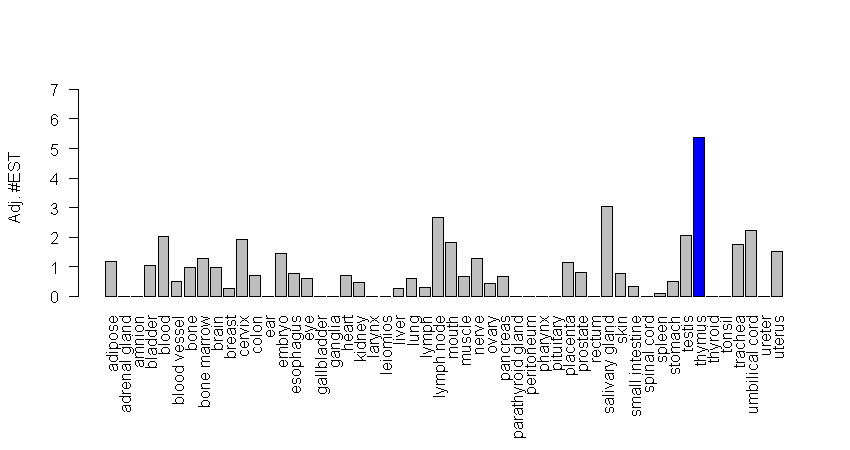 Adj. #EST
7
6
5
4
3
2
1
0
adipose
adrenal gland
amnion
bladder
blood
blood vessel
bone
bone marrow
brain
breast
cervix
colon
ear
embryo
esophagus
eye
gallbladder
ganglia
heart
kidney
larynx
leiomios
liver
lung
lymph
lymph node
mouth
muscle
nerve
ovary
pancreas
parathyroid gland
peritoneum
pharynx
pituitary
placenta
prostate
rectum
salivary gland
skin
small intestine
spinal cord
spleen
stomach
testis
thymus
thyroid
tonsil
trachea
umbilical cord
ureter
uterus